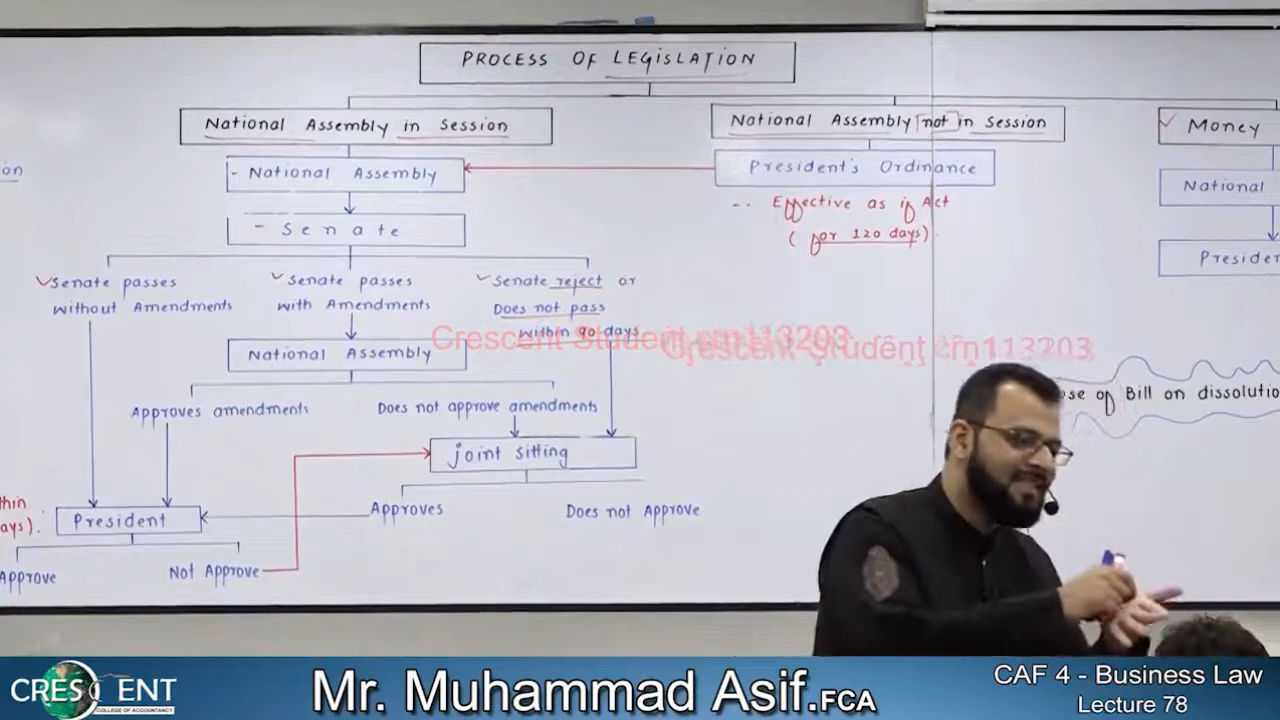 PROCESS OF LEGISLATION
National Assembly in session
National Assembly not in session
Money
on
- National Assembly
President's Ordinance
National
-. Effective as if Act
(for 120 days).
- Senate
President
Senate passes
without Amendments
Senate passes
with Amendments
Senate reject or
Does not pass
within 90 days
Crescent Student crn113203
Crescent Student crn113203
National Assembly
of Bill on
Approves amendments
Does not approve amendments
joint sitting
Approves
Does not Approve
President
Approve
Not Approve
CRESCENT
COLLEGE OF ACCOUNTANCY
Mr. Muhammad Asif.FCA
CAF 4 - Business Law
Lecture 78